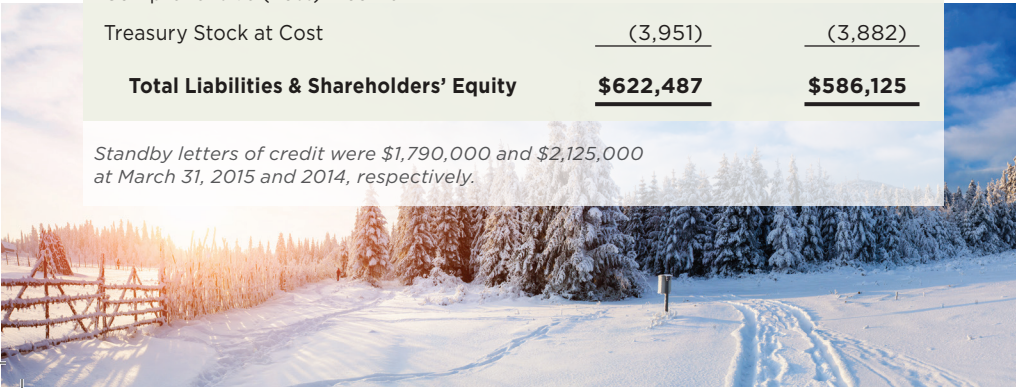 Treasury Stock at Cost (3,951) (3,882)
Total Liabilities & Shareholders’ Equity $622,487 $586,125
Standby letters of credit were $1,790,000 and $2,125,000
at March 31, 2015 and 2014, respectively.